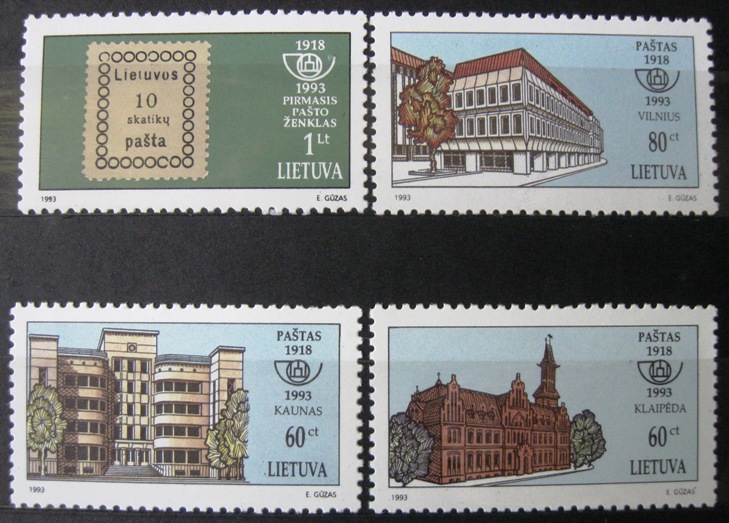 Lietuvos
10
skatikų
pašta
1918
1993
PIRMASIS
PAŠTO
ŽENKLAS
1 Lt
LIETUVA
1993
E. GŪZAS
PAŠTAS
1918
1993
VILNIUS
80 ct
LIETUVA
1993
E. GŪZAS
PAŠTAS
1918
1993
KAUNAS
60 ct
LIETUVA
1993
E. GŪZAS
PAŠTAS
1918
1993
KLAIPĖDA
60 ct
LIETUVA
1993
E. GŪZAS